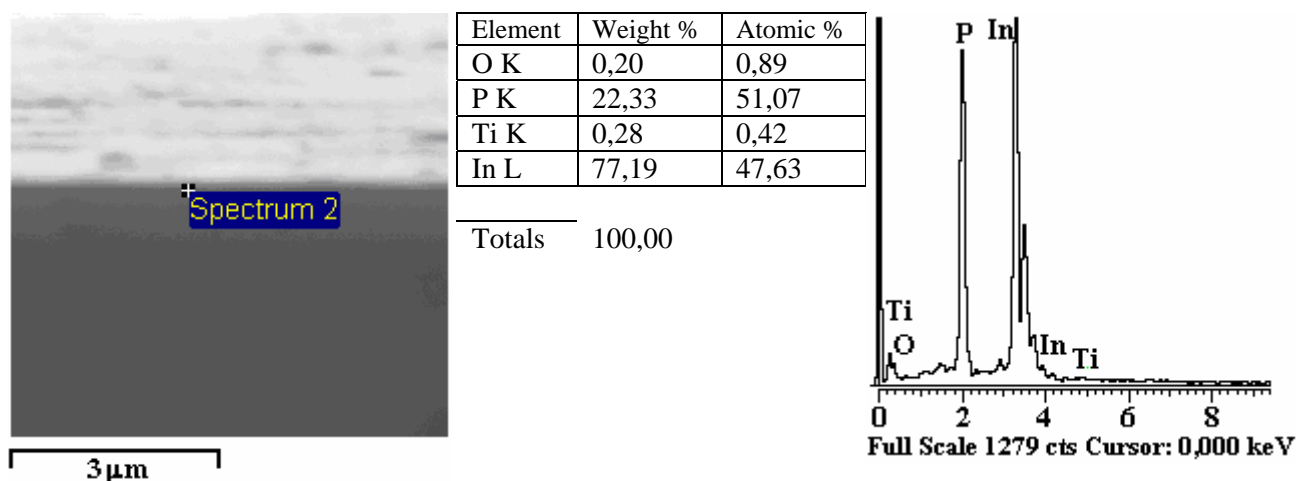 Spectrum 2
3µm
Element Weight % Atomic %
O K 0,20 0,89
P K 22,33 51,07
Ti K 0,28 0,42
In L 77,19 47,63
Totals 100,00
P In
Ti
O
In Ti
0 2 4 6 8
Full Scale 1279 cts Cursor: 0,000 keV